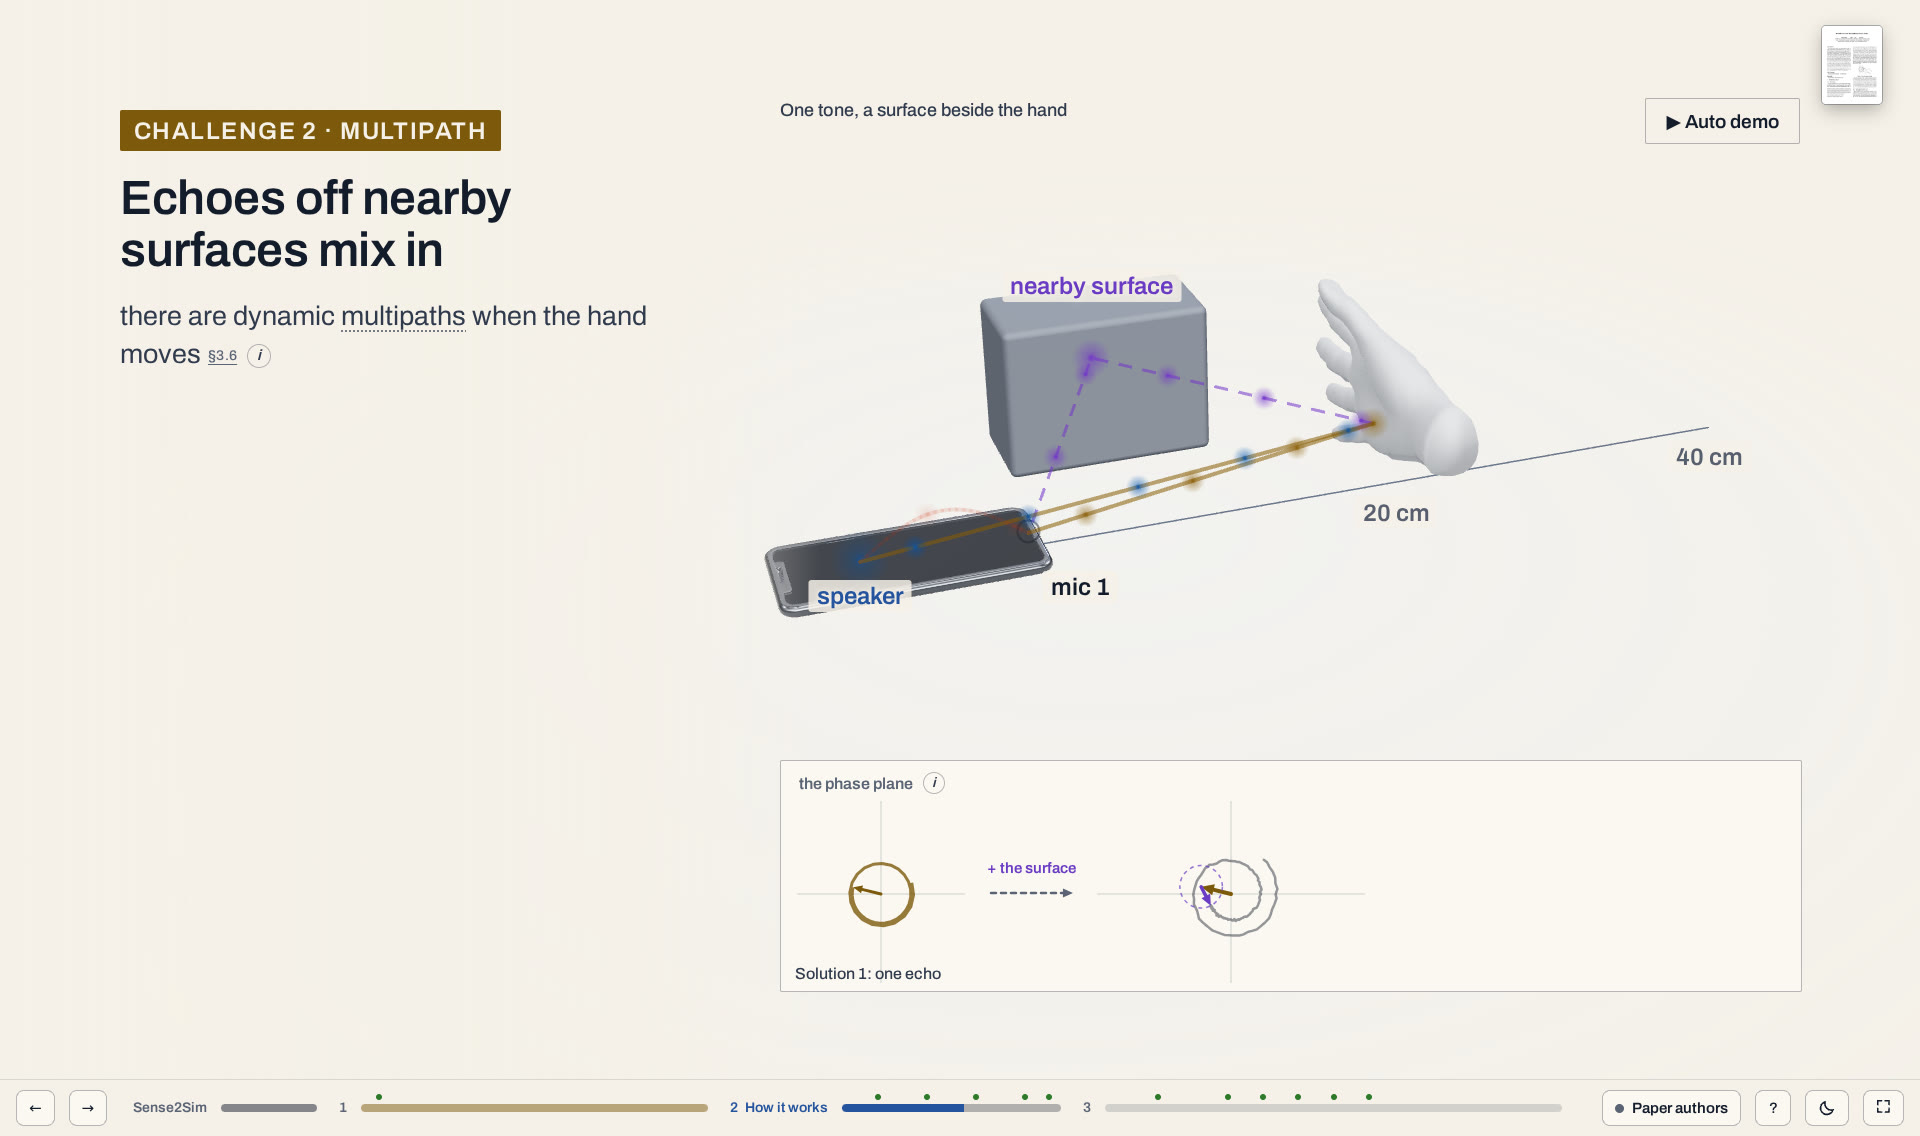 CHALLENGE 2 · MULTIPATH
Echoes off nearby
surfaces mix in
there are dynamic multipaths when the hand
moves §3.6 i
One tone, a surface beside the hand
▶ Auto demo
nearby surface
40 cm
20 cm
mic 1
speaker
the phase plane i
+ the surface
Solution 1: one echo
← → Sense2Sim 1 2 How it works 3 Paper authors ?